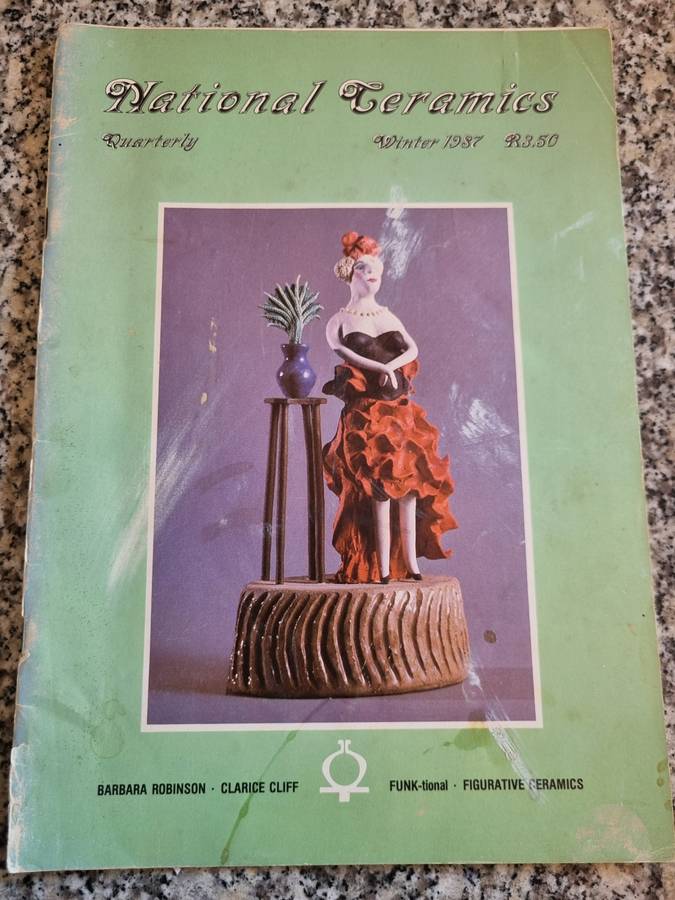 National Ceramics
Quarterly Winter 1987 R3.50
BARBARA ROBINSON · CLARICE CLIFF FUNK-tional · FIGURATIVE CERAMICS